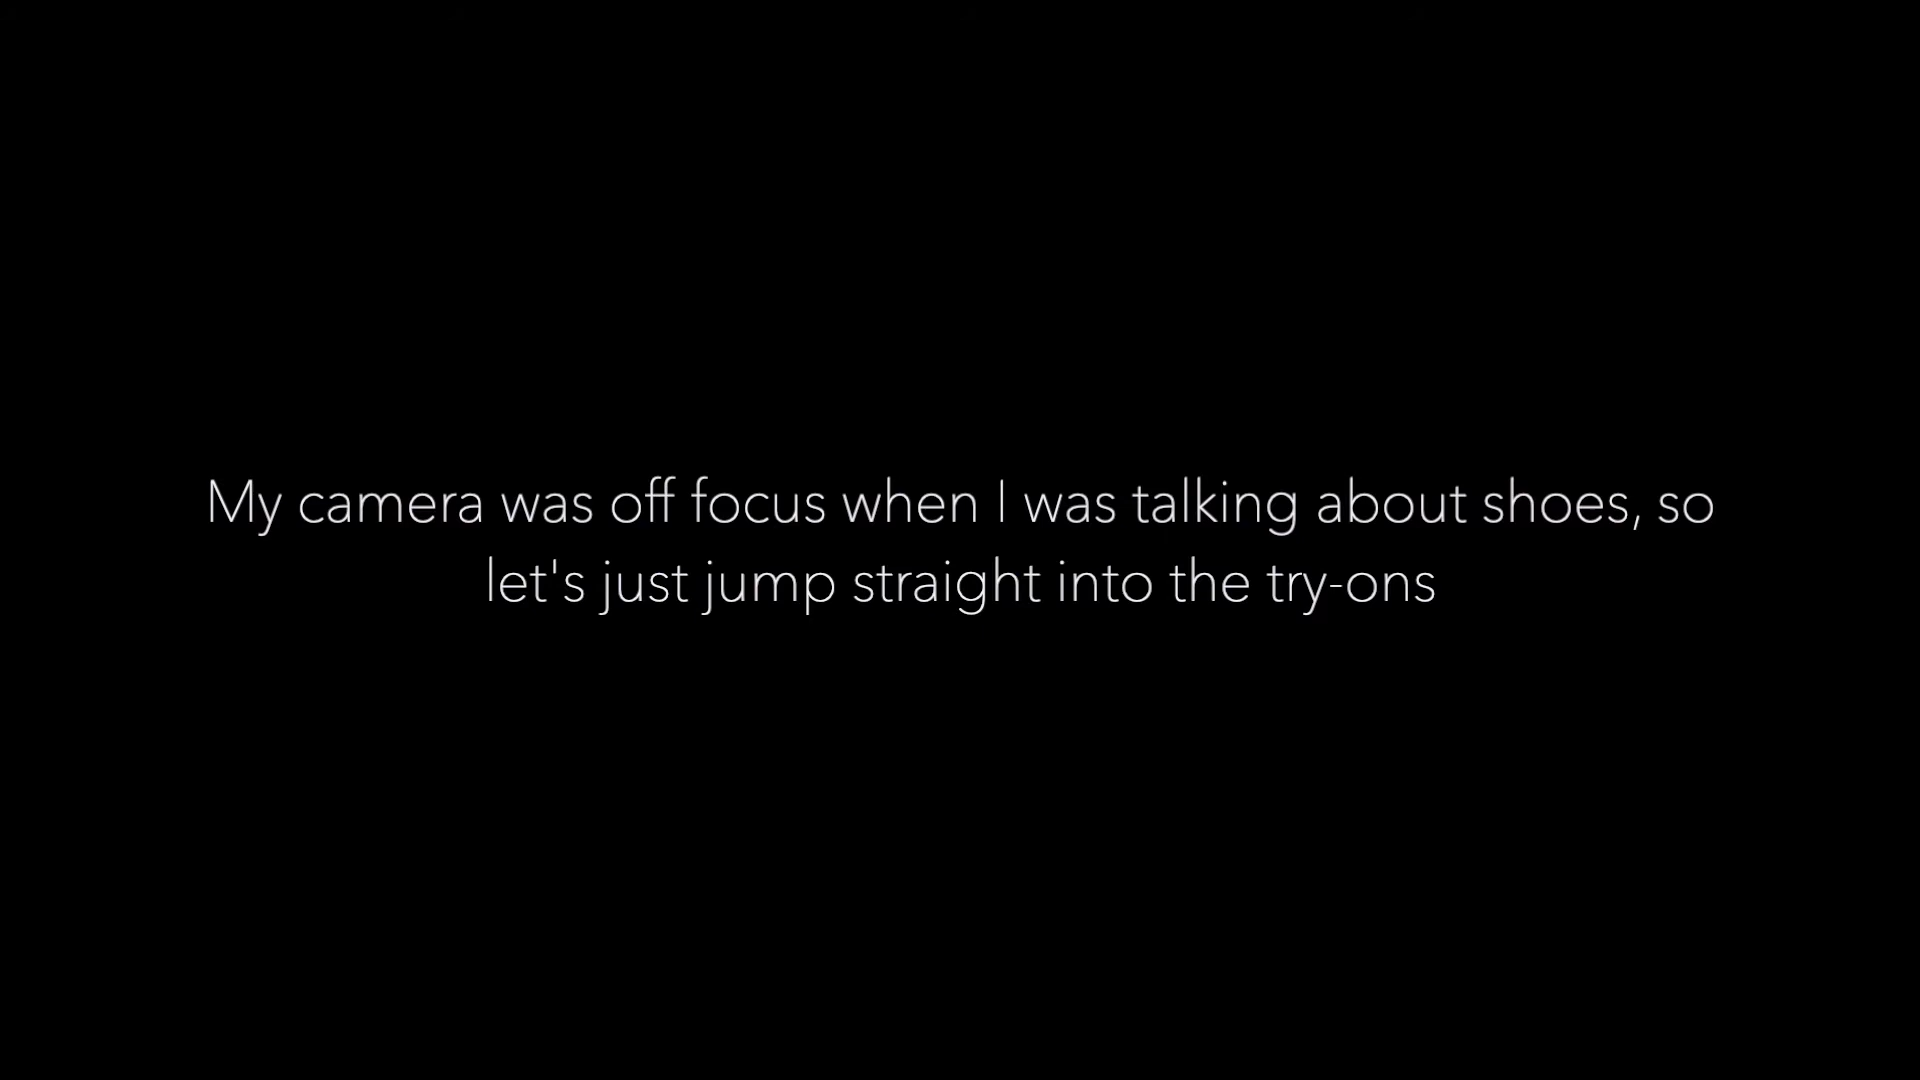 My camera was off focus when I was talking about shoes, so
let's just jump straight into the try-ons